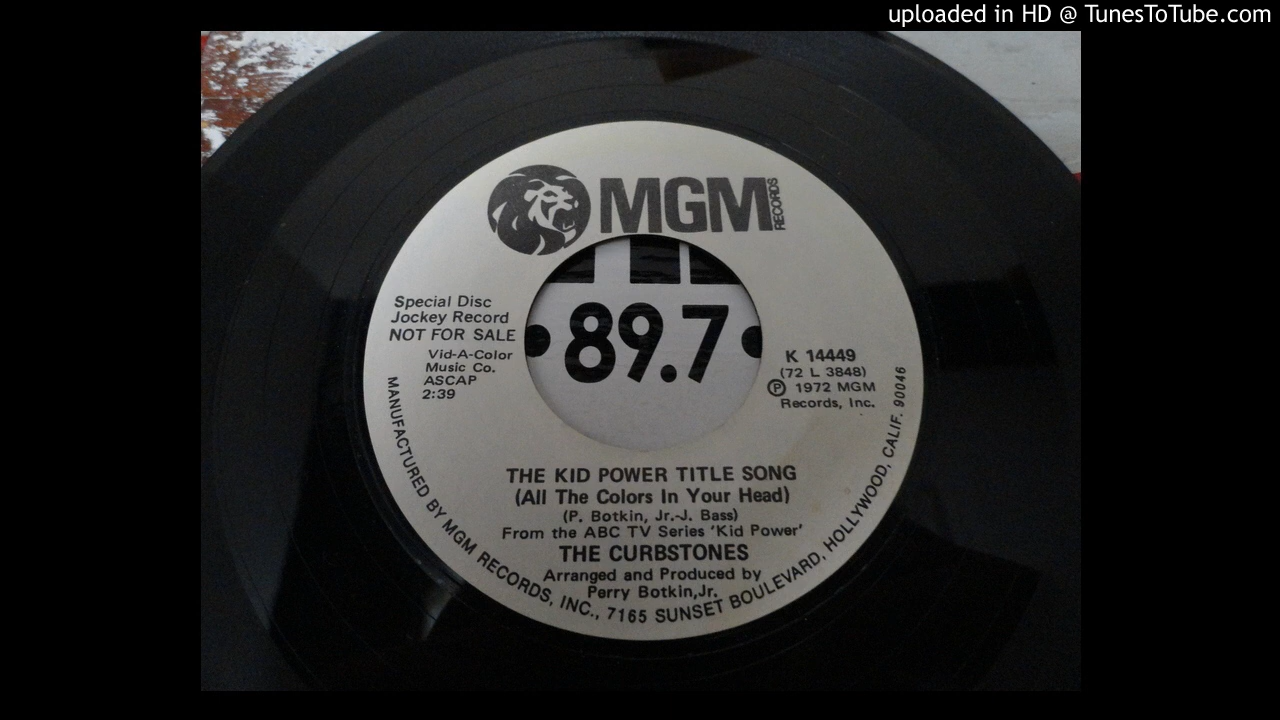 uploaded in HD @ TunesToTube.com
MGM RECORDS
89.7
Special Disc
Jockey Record
NOT FOR SALE
Vid-A-Color
Music Co.
ASCAP
2:39
K 14449
(72 L 3848)
Ⓟ 1972 MGM
Records, Inc.
THE KID POWER TITLE SONG
(All The Colors In Your Head)
(P. Botkin, Jr.-J. Bass)
From the ABC TV Series 'Kid Power'
THE CURBSTONES
Arranged and Produced by
Perry Botkin,Jr.
MANUFACTURED BY MGM RECORDS, INC., 7165 SUNSET BOULEVARD, HOLLYWOOD, CALIF. 90046